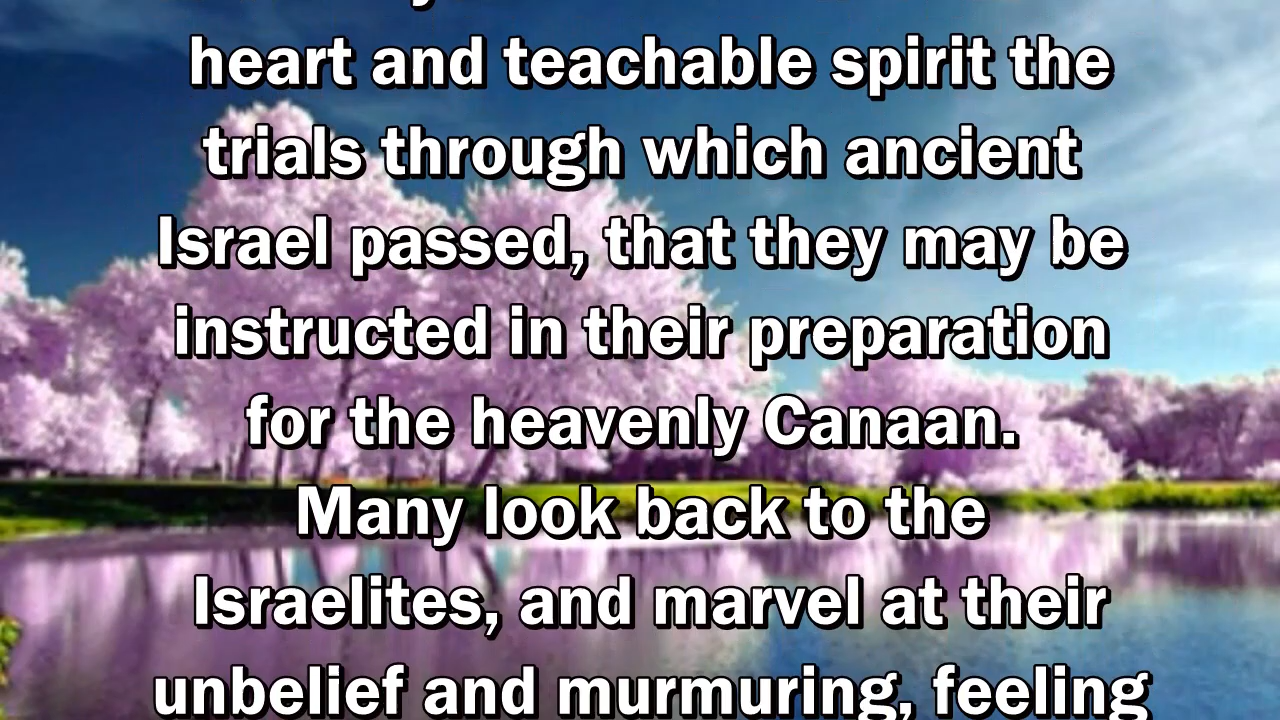 heart and teachable spirit the
trials through which ancient
Israel passed, that they may be
instructed in their preparation
for the heavenly Canaan.
Many look back to the
Israelites, and marvel at their
unbelief and murmuring, feeling